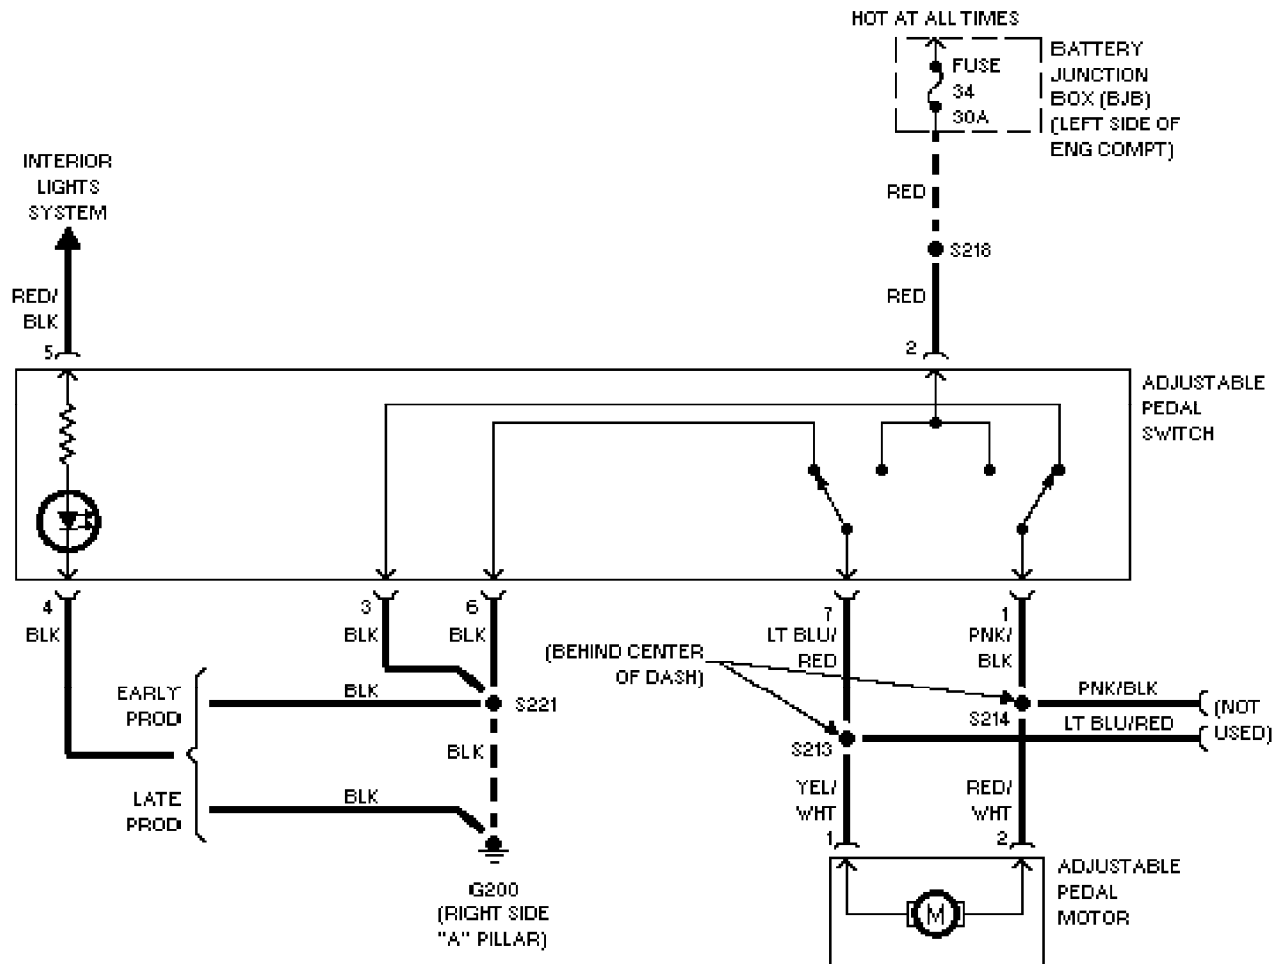 HOT AT ALL TIMES
FUSE
34
30A
BATTERY
JUNCTION
BOX (BJB)
(LEFT SIDE OF
ENG COMPT)
INTERIOR
LIGHTS
SYSTEM
RED
S218
RED/
BLK
RED
5
2
ADJUSTABLE
PEDAL
SWITCH
4
3
6
7
1
BLK
BLK
BLK
LT BLU/
RED
PNK/
BLK
(BEHIND CENTER
OF DASH)
EARLY
PROD
BLK
S221
PNK/BLK
S214
LT BLU/RED
(NOT
USED)
BLK
S213
LATE
PROD
BLK
YEL/
WHT
RED/
WHT
1
2
G200
(RIGHT SIDE
"A" PILLAR)
M
ADJUSTABLE
PEDAL
MOTOR